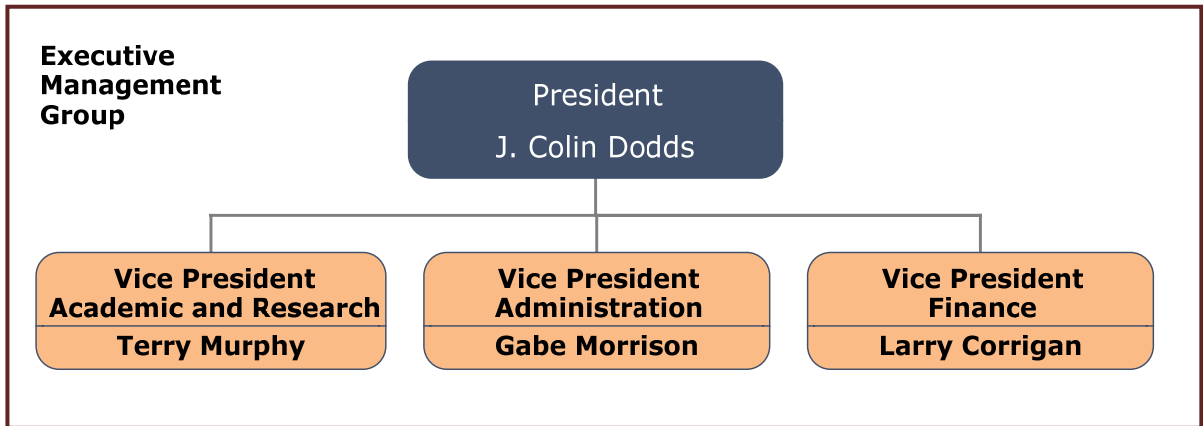 Executive
Management
Group
President
J. Colin Dodds
Vice President
Academic and Research
Terry Murphy
Vice President
Administration
Gabe Morrison
Vice President
Finance
Larry Corrigan